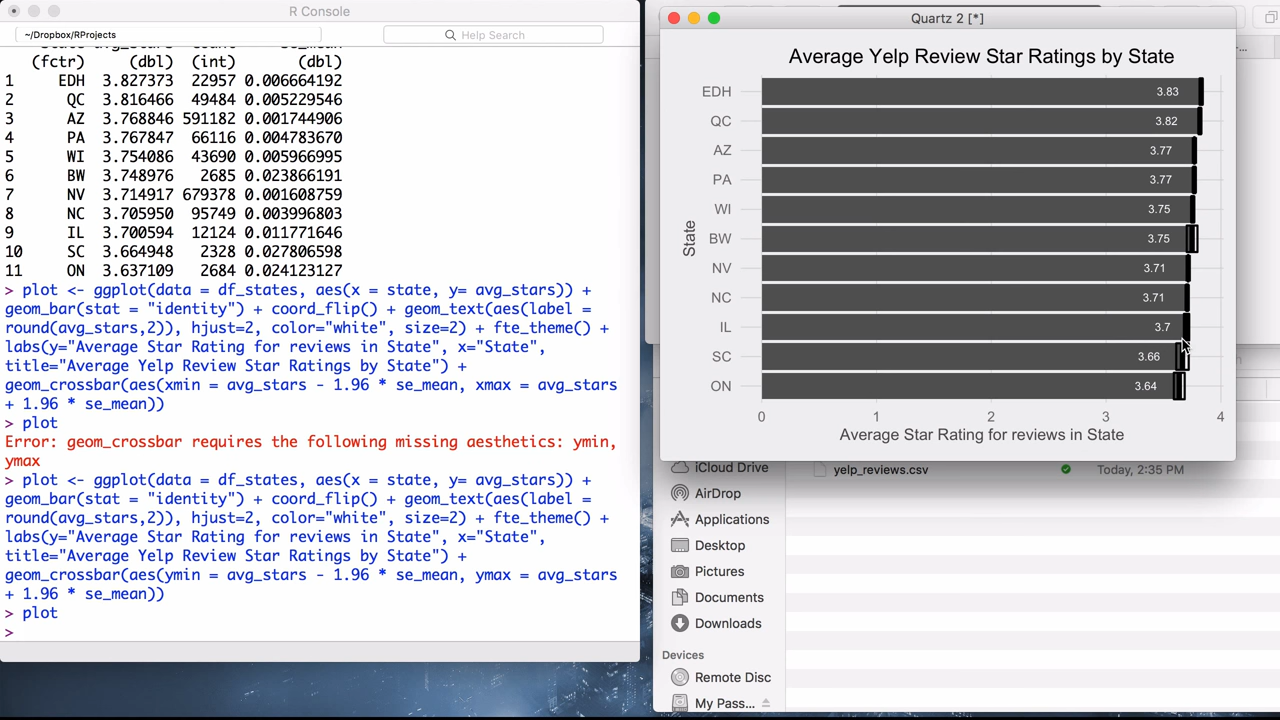 R Console
~/Dropbox/RProjects
Help Search
(fctr) (dbl) (int) (dbl)
1 EDH 3.827373 22957 0.006664192
2 QC 3.816466 49484 0.005229546
3 AZ 3.768846 591182 0.001744906
4 PA 3.767847 66116 0.004783670
5 WI 3.754086 43690 0.005966995
6 BW 3.748976 2685 0.023866191
7 NV 3.714917 679378 0.001608759
8 NC 3.705950 95749 0.003996803
9 IL 3.700594 12124 0.011771646
10 SC 3.664948 2328 0.027806598
11 ON 3.637109 2684 0.024123127
> plot <- ggplot(data = df_states, aes(x = state, y= avg_stars)) +
geom_bar(stat = "identity") + coord_flip() + geom_text(aes(label =
round(avg_stars,2)), hjust=2, color="white", size=2) + fte_theme() +
labs(y="Average Star Rating for reviews in State", x="State",
title="Average Yelp Review Star Ratings by State") +
geom_crossbar(aes(xmin = avg_stars - 1.96 * se_mean, xmax = avg_stars
+ 1.96 * se_mean))
> plot
Error: geom_crossbar requires the following missing aesthetics: ymin,
ymax
> plot <- ggplot(data = df_states, aes(x = state, y= avg_stars)) +
geom_bar(stat = "identity") + coord_flip() + geom_text(aes(label =
round(avg_stars,2)), hjust=2, color="white", size=2) + fte_theme() +
labs(y="Average Star Rating for reviews in State", x="State",
title="Average Yelp Review Star Ratings by State") +
geom_crossbar(aes(ymin = avg_stars - 1.96 * se_mean, ymax = avg_stars
+ 1.96 * se_mean))
> plot
>
Quartz 2 [*]
Average Yelp Review Star Ratings by State
State
EDH 3.83
QC 3.82
AZ 3.77
PA 3.77
WI 3.75
BW 3.75
NV 3.71
NC 3.71
IL 3.7
SC 3.66
ON 3.64
0 1 2 3 4
Average Star Rating for reviews in State
iCloud Drive
AirDrop
Applications
Desktop
Pictures
Documents
Downloads
Devices
Remote Disc
My Pass...
yelp_reviews.csv Today, 2:35 PM